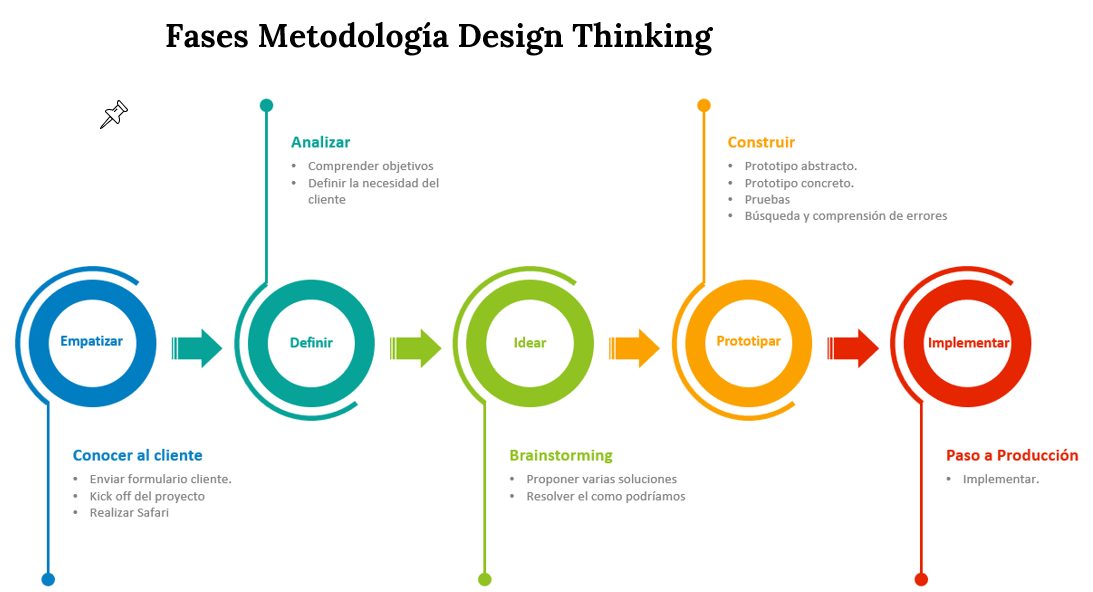 Fases Metodología Design Thinking
Analizar
• Comprender objetivos
• Definir la necesidad del
cliente
Construir
• Prototipo abstracto.
• Prototipo concreto.
• Pruebas
• Búsqueda y comprensión de errores
Empatizar
Definir
Idear
Prototipar
Implementar
Conocer al cliente
• Enviar formulario cliente.
• Kick off del proyecto
• Realizar Safari
Brainstorming
• Proponer varias soluciones
• Resolver el como podríamos
Paso a Producción
• Implementar.